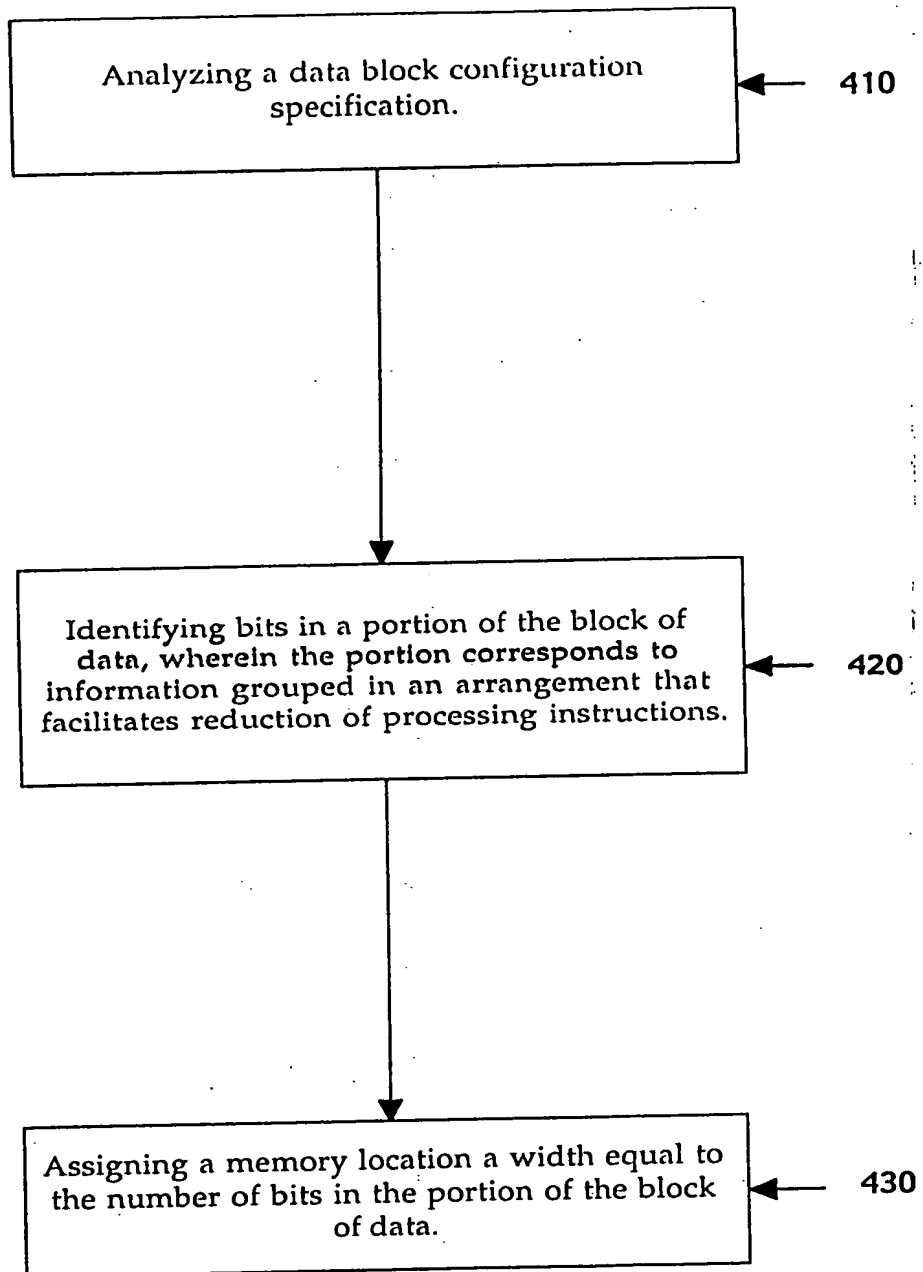 Analyzing a data block configuration
specification.
410
Identifying bits in a portion of the block of
data, wherein the portion corresponds to
information grouped in an arrangement that
facilitates reduction of processing instructions.
420
Assigning a memory location a width equal to
the number of bits in the portion of the block
of data.
430